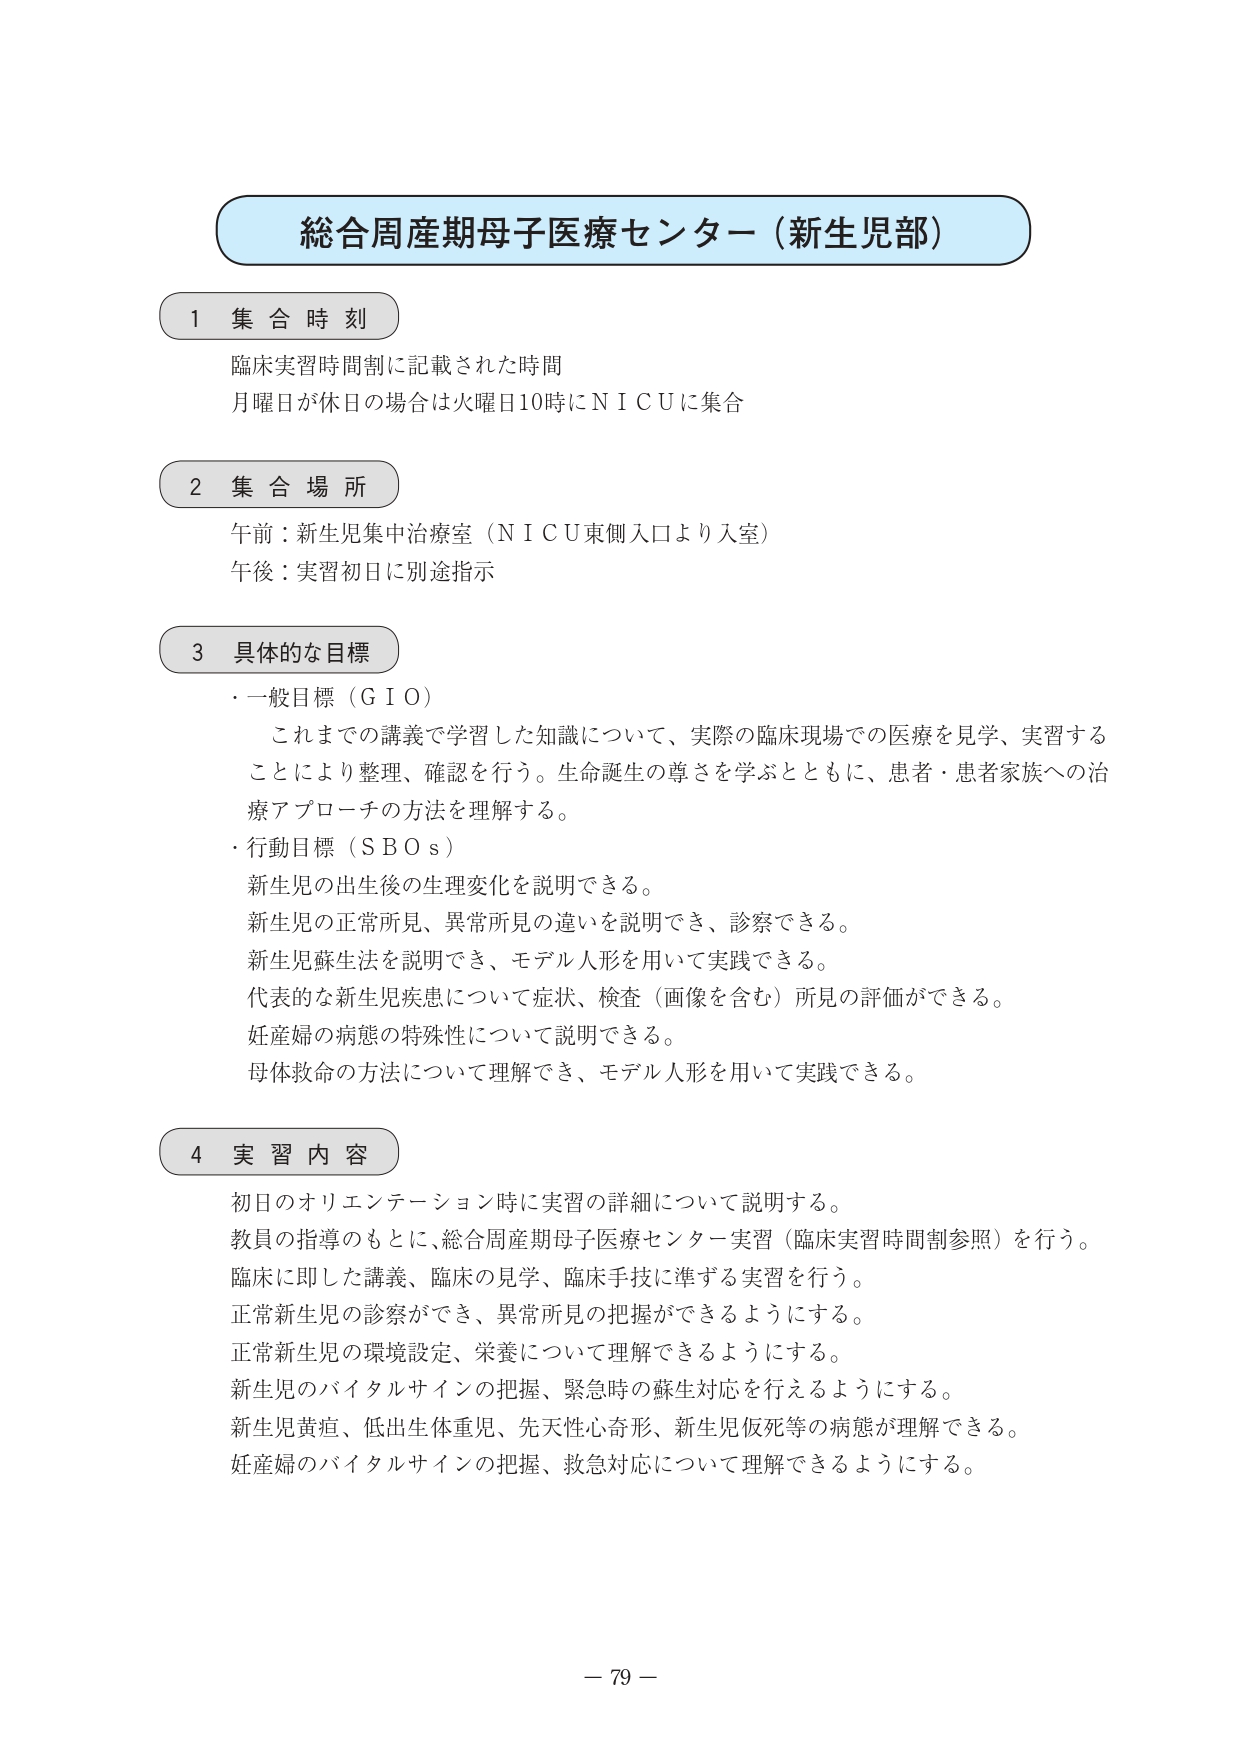 総合周産期母子医療センター（新生児部）
1　集合時刻
臨床実習時間割に記載された時間
月曜日が休日の場合は火曜日10時にＮＩＣＵに集合
2　集合場所
午前：新生児集中治療室（ＮＩＣＵ東側入口より入室）
午後：実習初日に別途指示
3　具体的な目標
・一般目標（ＧＩＯ）
これまでの講義で学習した知識について、実際の臨床現場での医療を見学、実習する
ことにより整理、確認を行う。生命誕生の尊さを学ぶとともに、患者・患者家族への治
療アプローチの方法を理解する。
・行動目標（ＳＢＯｓ）
新生児の出生後の生理変化を説明できる。
新生児の正常所見、異常所見の違いを説明でき、診察できる。
新生児蘇生法を説明でき、モデル人形を用いて実践できる。
代表的な新生児疾患について症状、検査（画像を含む）所見の評価ができる。
妊産婦の病態の特殊性について説明できる。
母体救命の方法について理解でき、モデル人形を用いて実践できる。
4　実習内容
初日のオリエンテーション時に実習の詳細について説明する。
教員の指導のもとに、総合周産期母子医療センター実習（臨床実習時間割参照）を行う。
臨床に即した講義、臨床の見学、臨床手技に準ずる実習を行う。
正常新生児の診察ができ、異常所見の把握ができるようにする。
正常新生児の環境設定、栄養について理解できるようにする。
新生児のバイタルサインの把握、緊急時の蘇生対応を行えるようにする。
新生児黄疸、低出生体重児、先天性心奇形、新生児仮死等の病態が理解できる。
妊産婦のバイタルサインの把握、救急対応について理解できるようにする。
― 79 ―